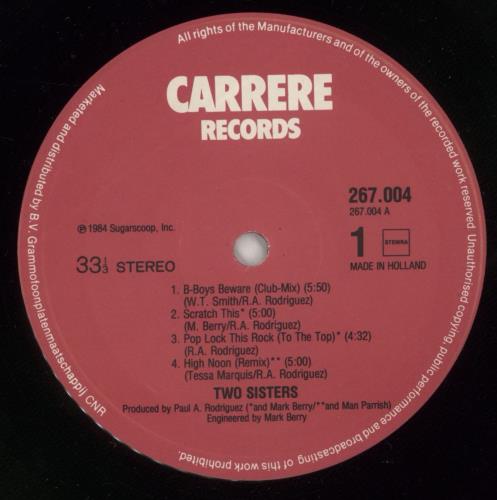 All rights of the Manufacturers and of the owners of the recorded work reserved. Unauthorised copying, public performance and broadcasting of this work prohibited.
Marketed and distributed by B.V. Grammofoonplatenmaatschappij CNR
CARRERE
RECORDS
267.004
267.004 A
℗ 1984 Sugarscoop, Inc.
1 STEMRA
33⅓ STEREO
MADE IN HOLLAND
1. B-Boys Beware (Club-Mix) (5:50)
(W.T. Smith/R.A. Rodriguez)
2. Scratch This* (5:00)
(M. Berry/R.A. Rodriguez)
3. Pop Lock This Rock (To The Top)* (4:32)
(R.A. Rodriguez)
4. High Noon (Remix)** (5:00)
(Tessa Marquis/R.A. Rodriguez)
TWO SISTERS
Produced by Paul A. Rodriguez (*and Mark Berry/**and Man Parrish)
Engineered by Mark Berry